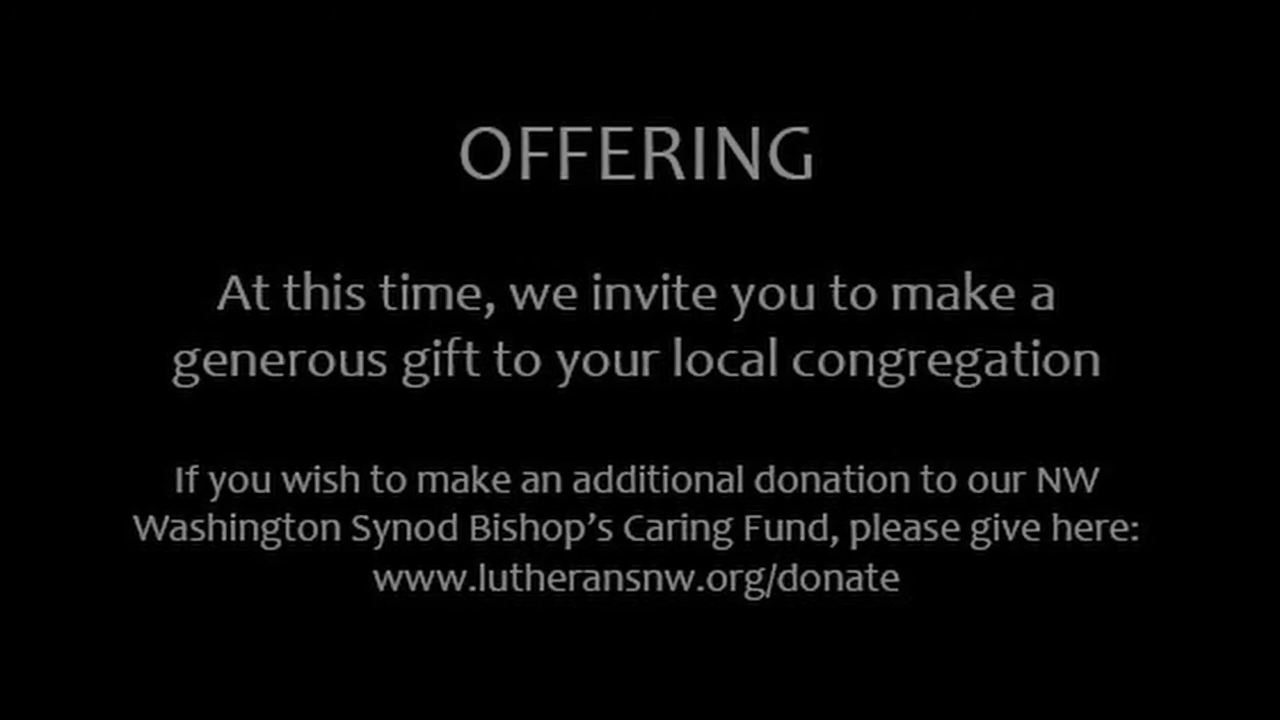 OFFERING
At this time, we invite you to make a
generous gift to your local congregation
If you wish to make an additional donation to our NW
Washington Synod Bishop’s Caring Fund, please give here:
www.lutheransnw.org/donate